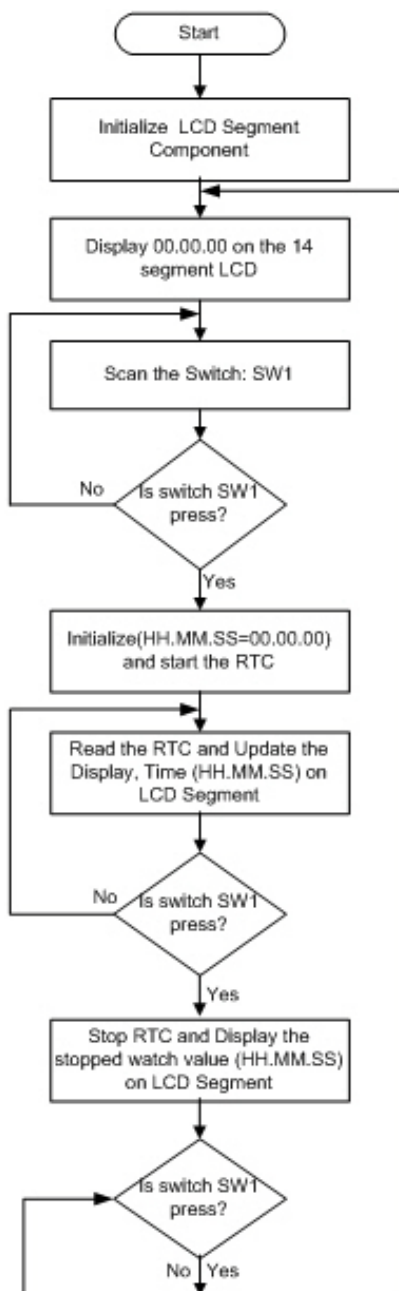 Start
Initialize LCD Segment
Component
Display 00.00.00 on the 14
segment LCD
Scan the Switch: SW1
No
Is switch SW1
press?
Yes
Initialize(HH.MM.SS=00.00.00)
and start the RTC
Read the RTC and Update the
Display, Time (HH.MM.SS) on
LCD Segment
No
Is switch SW1
press?
Yes
Stop RTC and Display the
stopped watch value (HH.MM.SS)
on LCD Segment
Is switch SW1
press?
No Yes